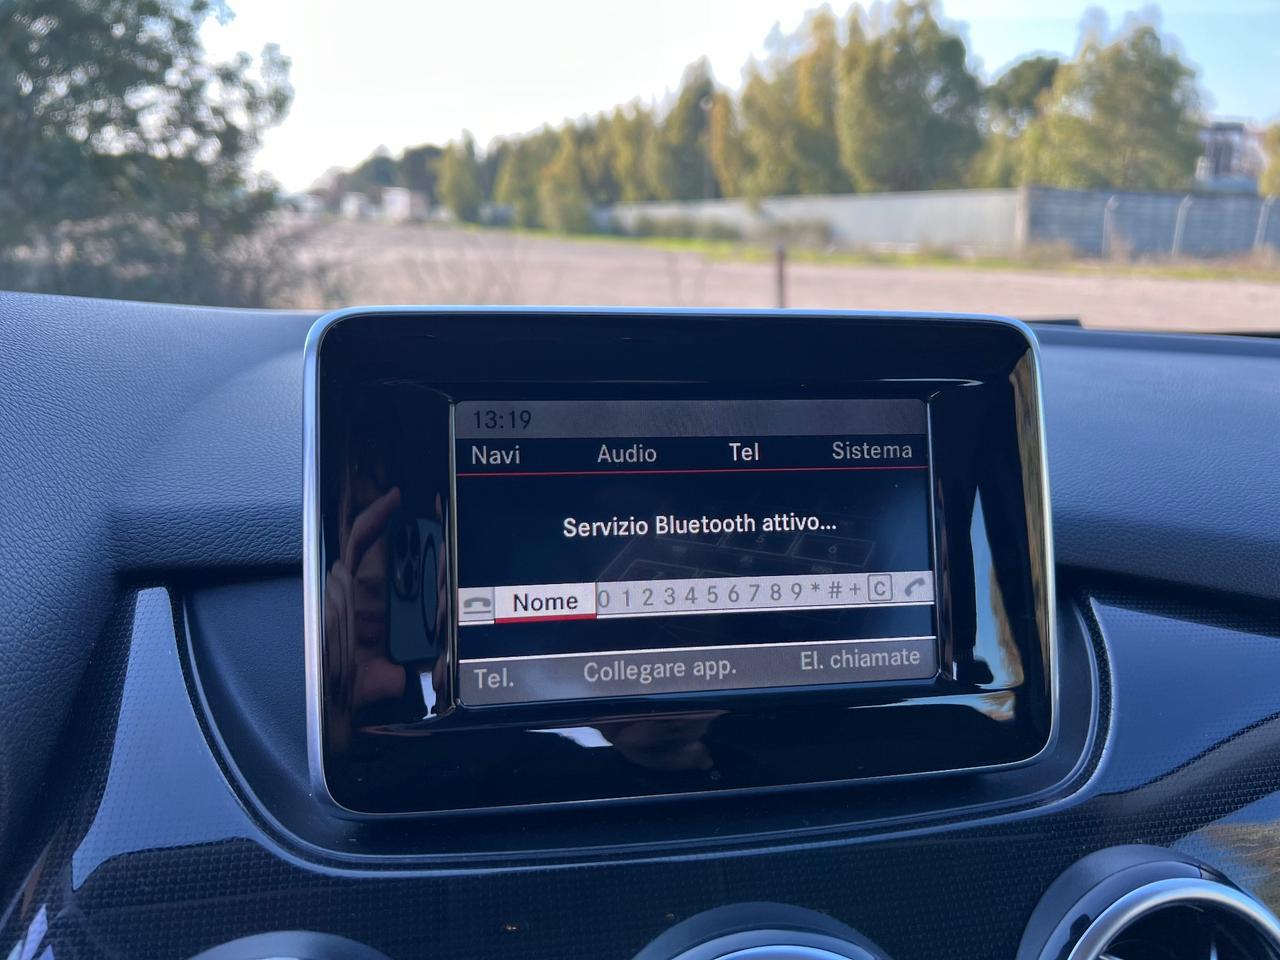 13:19
Navi Audio Tel Sistema
Servizio Bluetooth attivo...
Nome 0 1 2 3 4 5 6 7 8 9 * # + C
Tel. Collegare app. El. chiamate